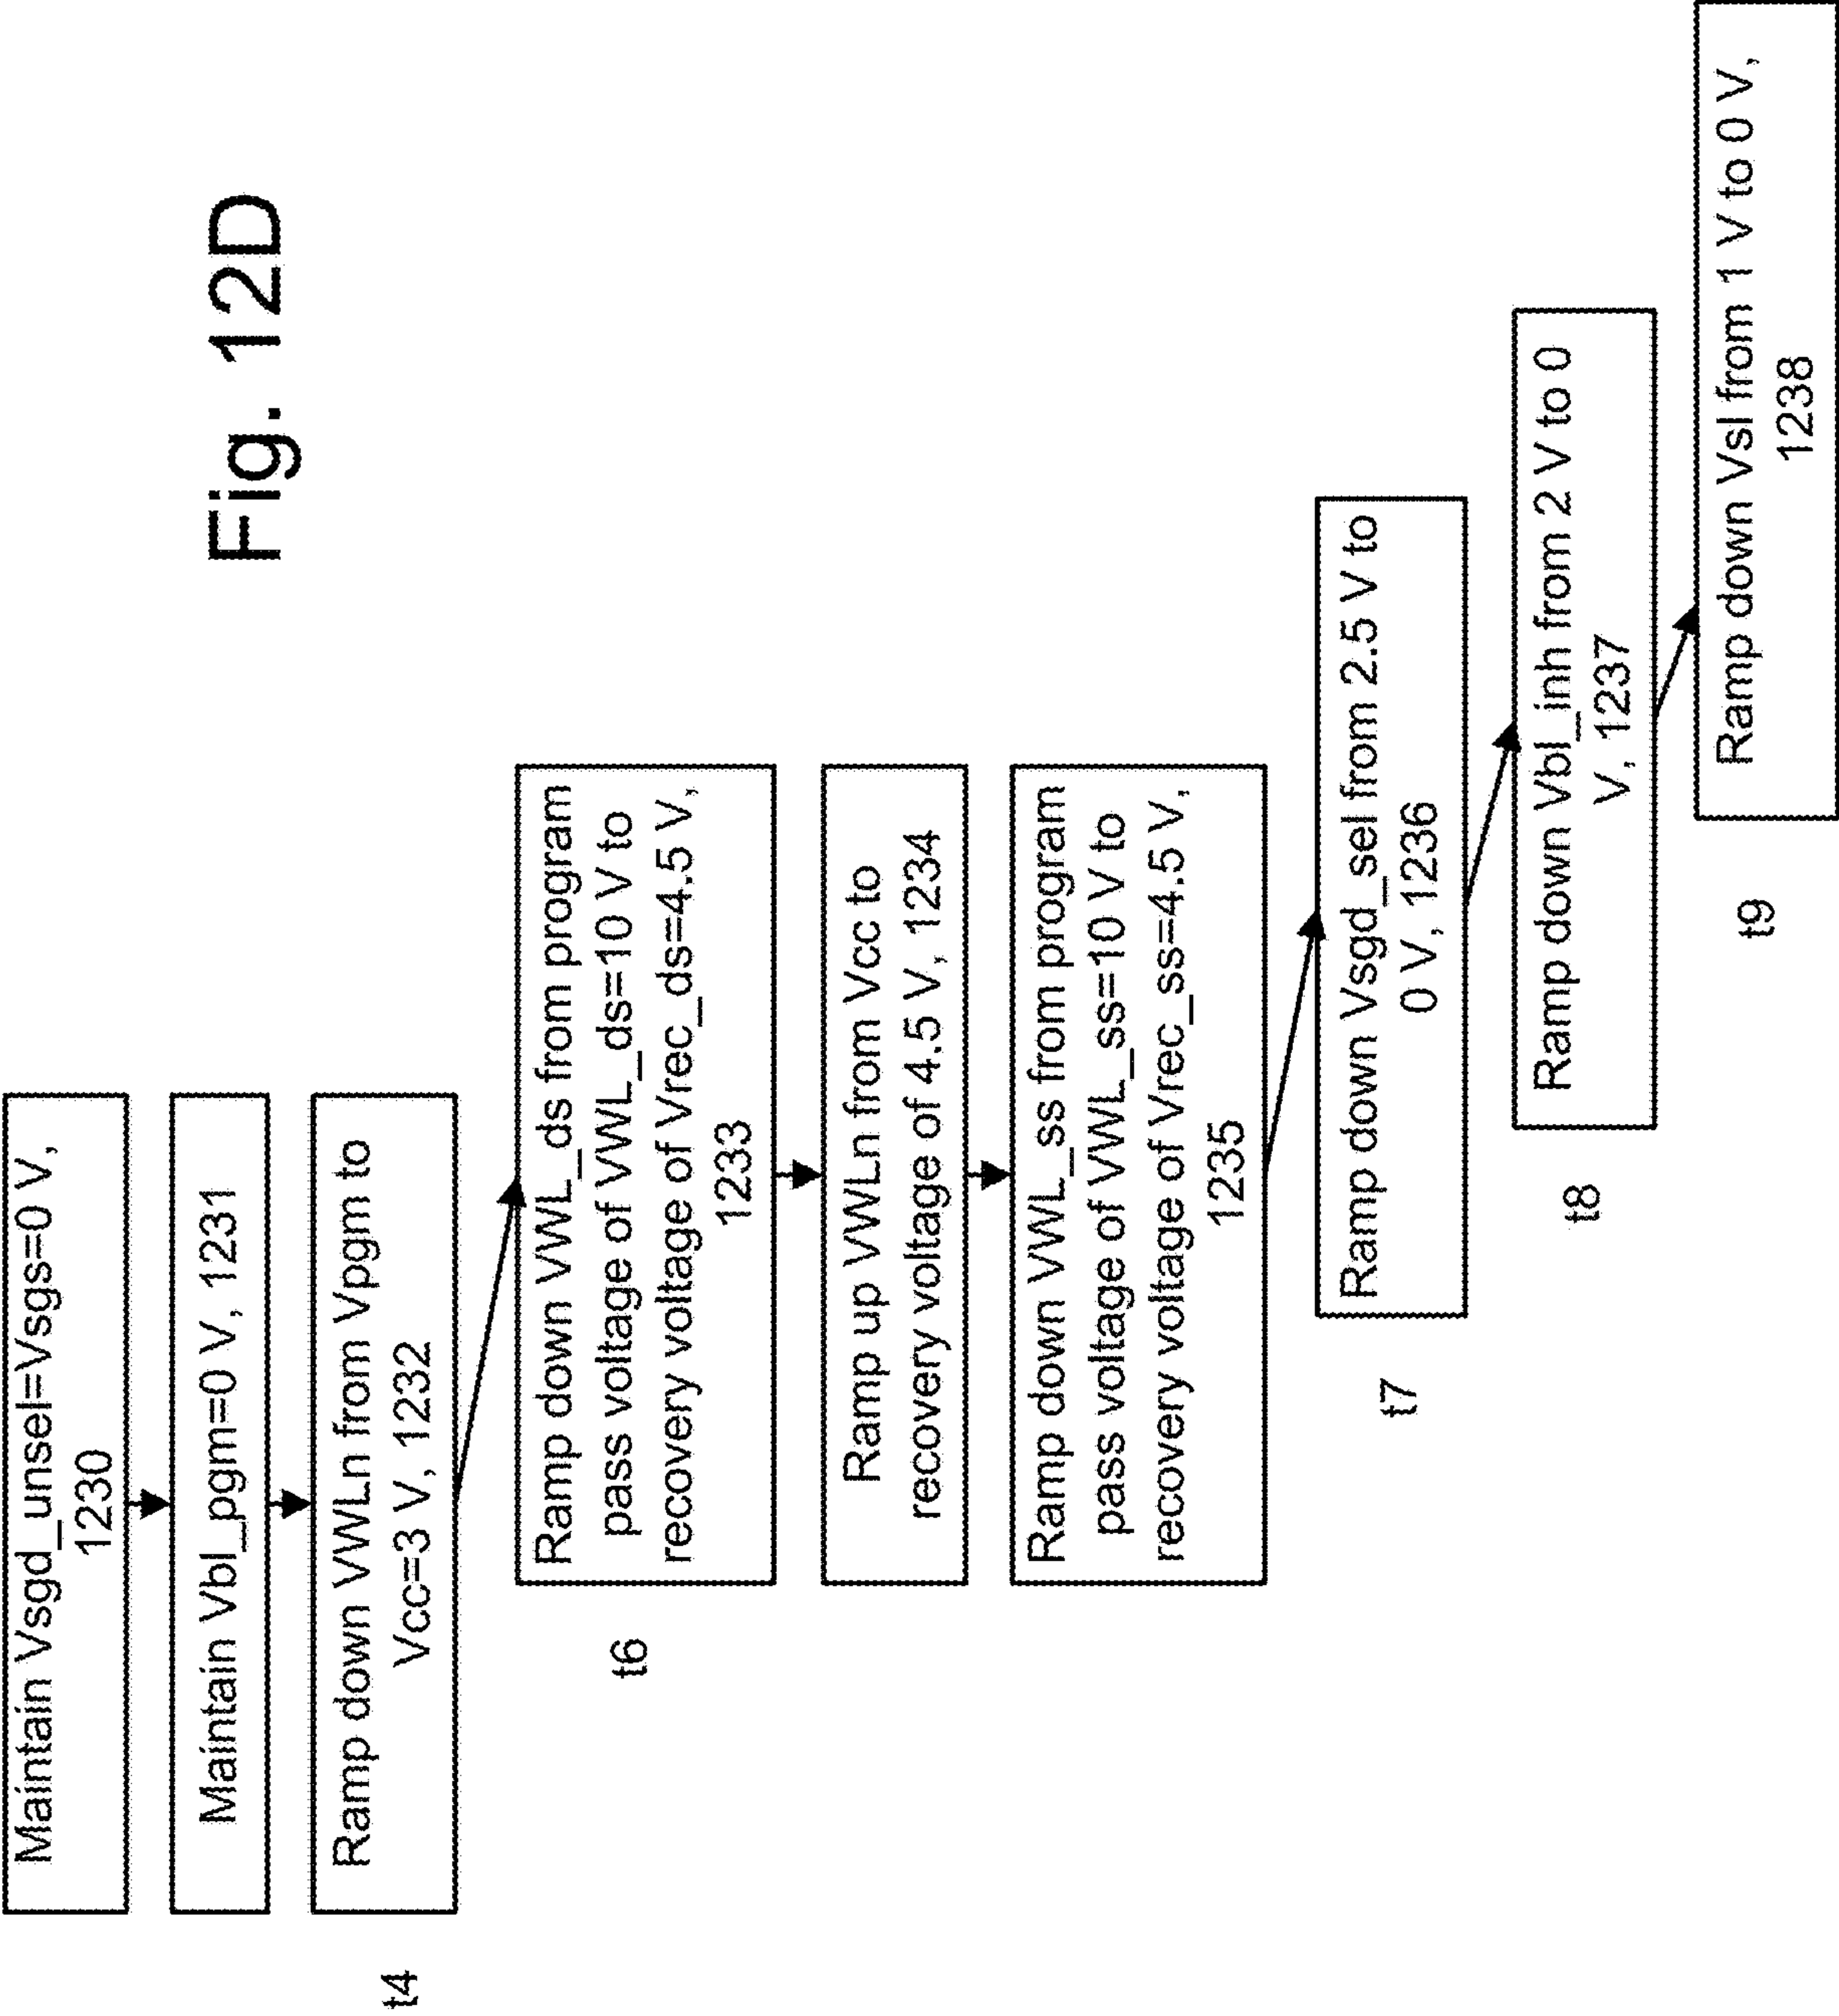 Fig. 12D
Maintain Vsgd_unsel=Vsgs=0 V,
1230
Maintain Vbl_pgm=0 V, 1231
t4
Ramp down VWLn from Vpgm to
Vcc=3 V, 1232
t6
Ramp down VWL_ds from program
pass voltage of VWL_ds=10 V to
recovery voltage of Vrec_ds=4.5 V,
1233
Ramp up VWLn from Vcc to
recovery voltage of 4.5 V, 1234
Ramp down VWL_ss from program
pass voltage of VWL_ss=10 V to
recovery voltage of Vrec_ss=4.5 V,
1235
t7
Ramp down Vsgd_sel from 2.5 V to
0 V, 1236
t8
Ramp down Vbl_inh from 2 V to 0
V, 1237
t9
Ramp down Vsl from 1 V to 0 V,
1238